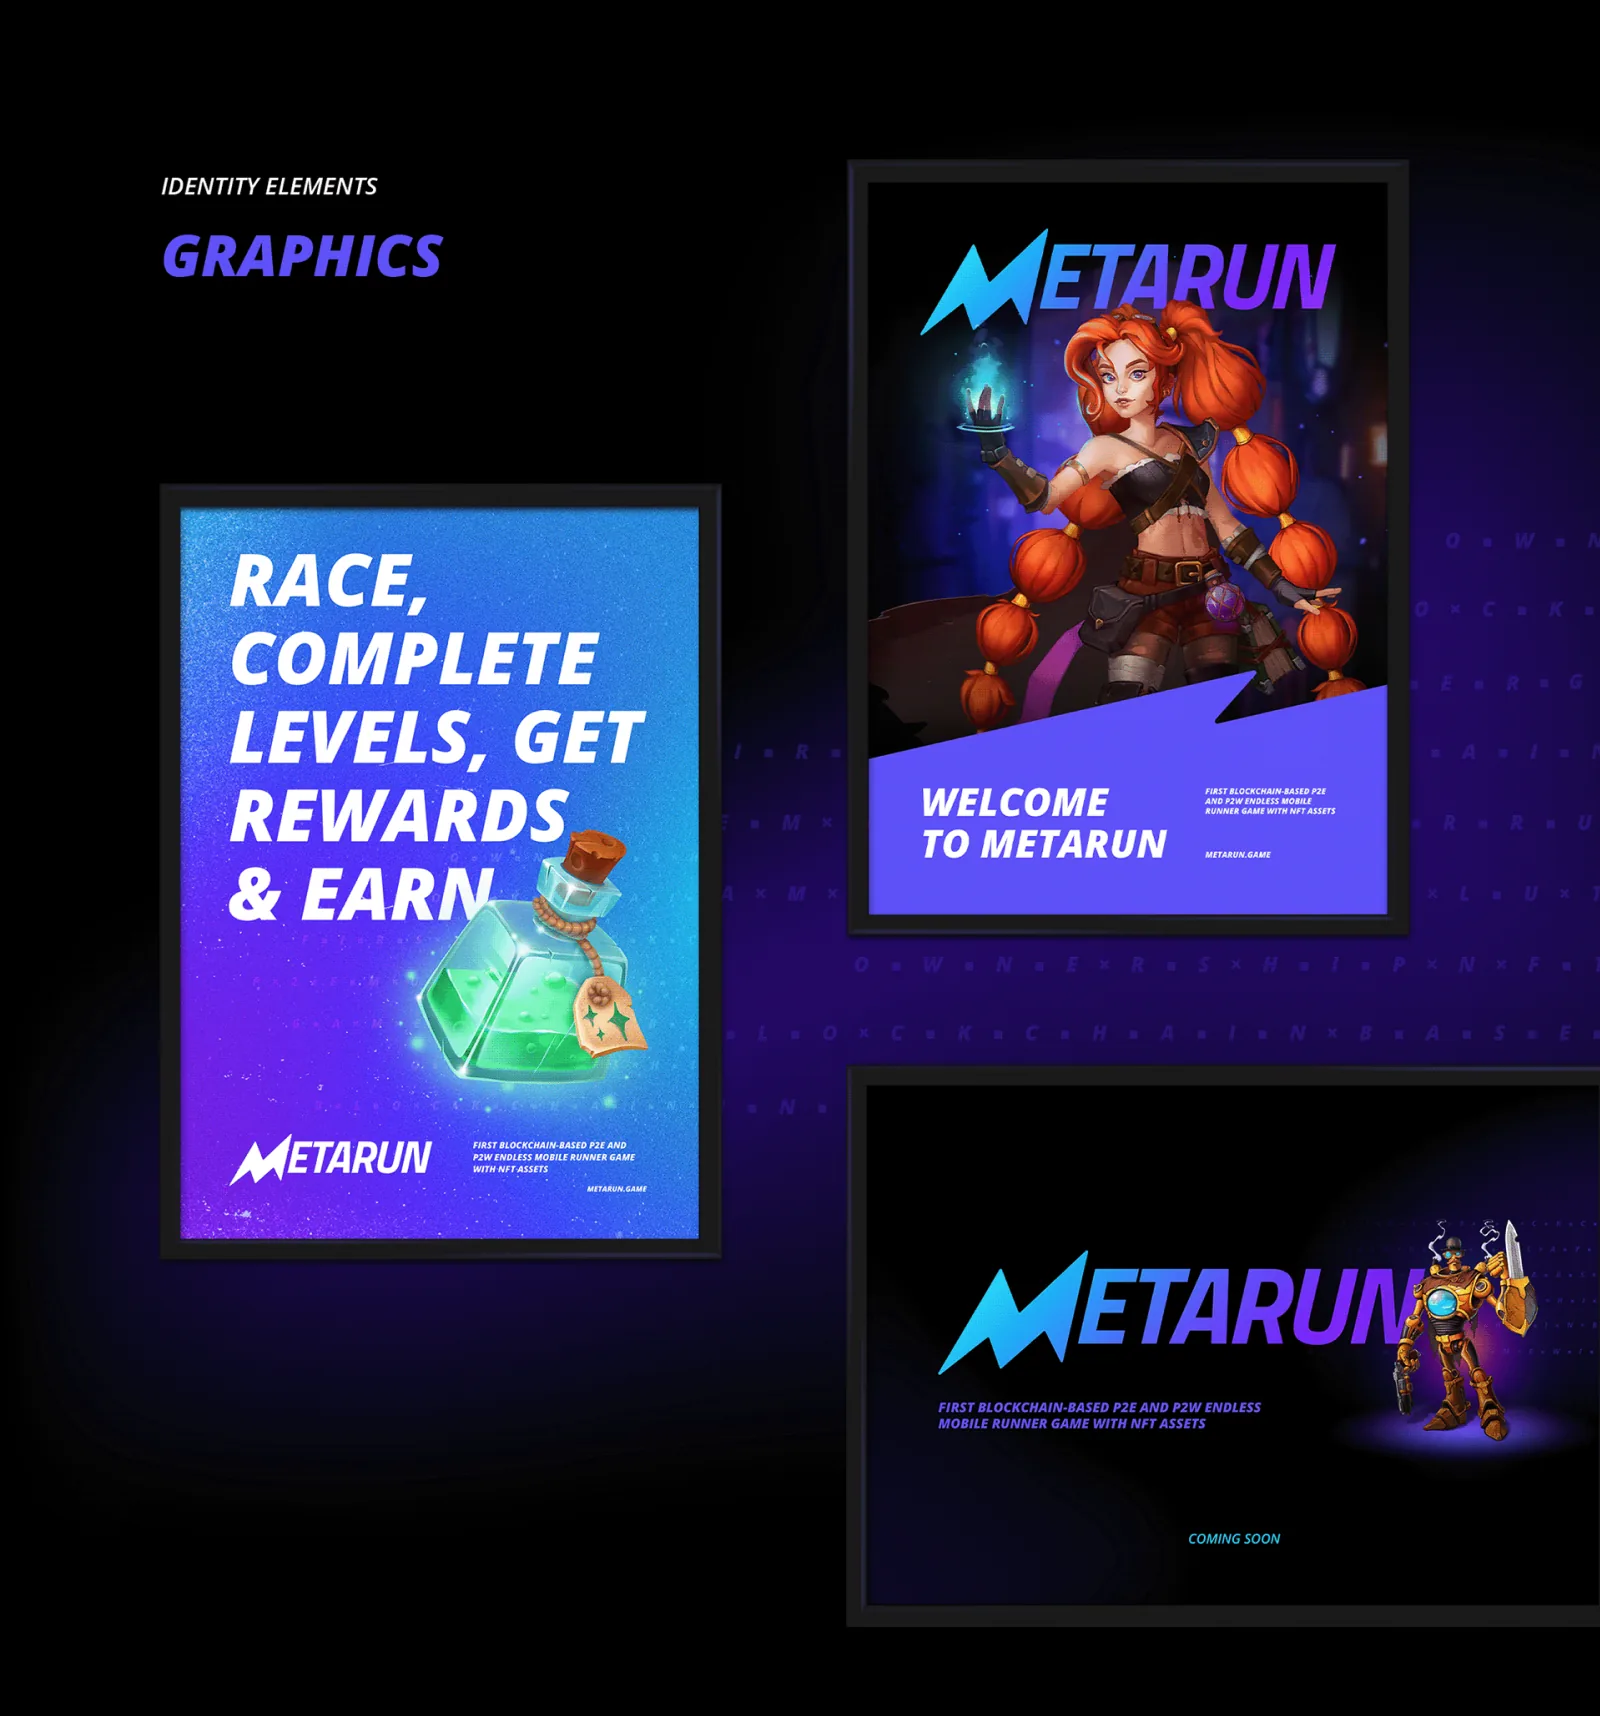 IDENTITY ELEMENTS
GRAPHICS
RACE,
COMPLETE
LEVELS, GET
REWARDS
& EARN
METARUN
FIRST BLOCKCHAIN-BASED P2E AND
P2W ENDLESS MOBILE RUNNER GAME
WITH NFT ASSETS
METARUN.GAME
METARUN
WELCOME
TO METARUN
FIRST BLOCKCHAIN-BASED P2E
AND P2W ENDLESS MOBILE
RUNNER GAME WITH NFT ASSETS
METARUN.GAME
O W N E R S H I P N F T
L O C K C H A I N B A S E
METARUN
FIRST BLOCKCHAIN-BASED P2E AND P2W ENDLESS
MOBILE RUNNER GAME WITH NFT ASSETS
COMING SOON